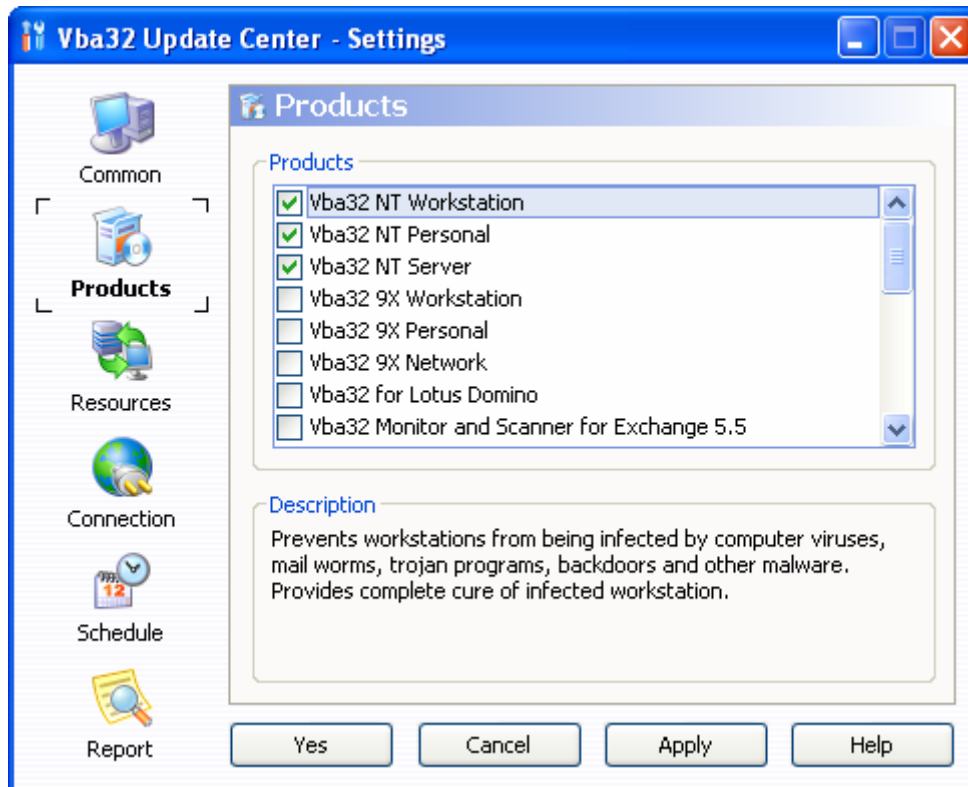 Vba32 Update Center - Settings
Common
Products
Resources
Connection
Schedule
12
Report
Products
Products
Vba32 NT Workstation
Vba32 NT Personal
Vba32 NT Server
Vba32 9X Workstation
Vba32 9X Personal
Vba32 9X Network
Vba32 for Lotus Domino
Vba32 Monitor and Scanner for Exchange 5.5
Description
Prevents workstations from being infected by computer viruses,
mail worms, trojan programs, backdoors and other malware.
Provides complete cure of infected workstation.
Yes
Cancel
Apply
Help